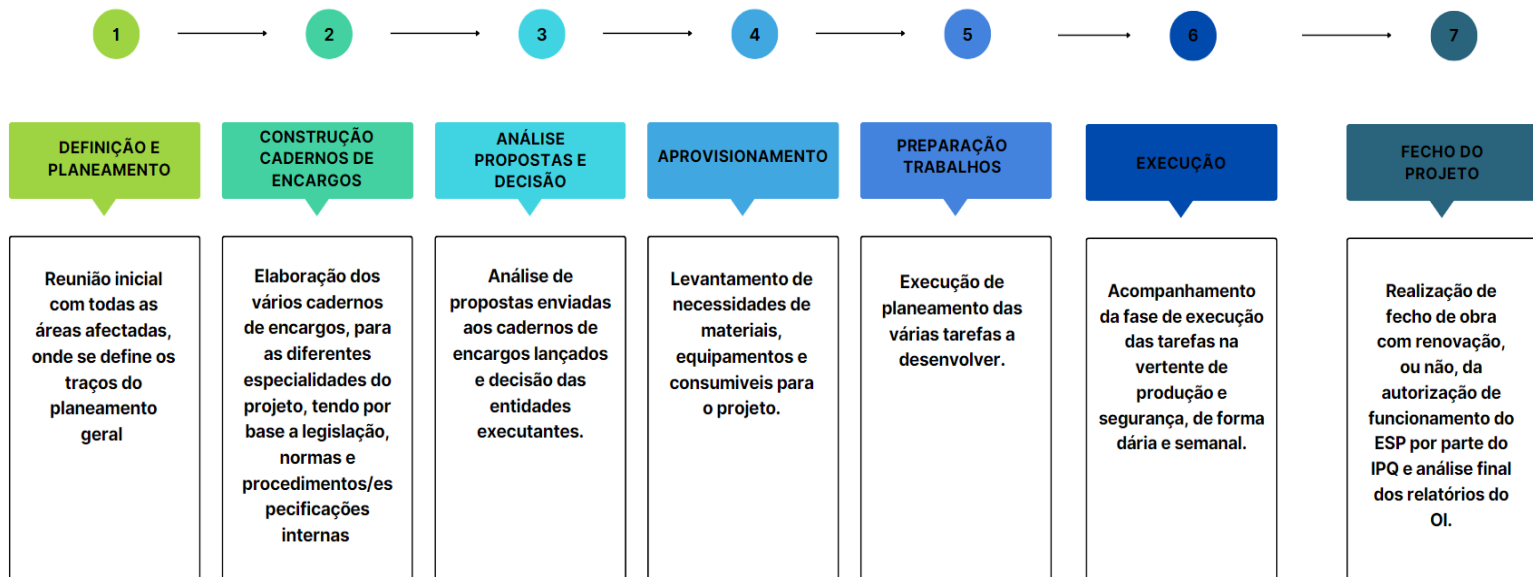 1
2
3
4
5
6
7
DEFINIÇÃO E
PLANEAMENTO
CONSTRUÇÃO
CADERNOS DE
ENCARGOS
ANÁLISE
PROPOSTAS E
DECISÃO
APROVISIONAMENTO
PREPARAÇÃO
TRABALHOS
EXECUÇÃO
FECHO DO
PROJETO
Reunião inicial
com todas as
áreas afectadas,
onde se define os
traços do
planeamento
geral
Elaboração dos
vários cadernos
de encargos, para
as diferentes
especialidades do
projeto, tendo por
base a legislação,
normas e
procedimentos/es
pecificações
internas
Análise de
propostas enviadas
aos cadernos de
encargos lançados
e decisão das
entidades
executantes.
Levantamento de
necessidades de
materiais,
equipamentos e
consumiveis para
o projeto.
Execução de
planeamento das
várias tarefas a
desenvolver.
Acompanhamento
da fase de execução
das tarefas na
vertente de
produção e
segurança, de forma
dária e semanal.
Realização de
fecho de obra
com renovação,
ou não, da
autorização de
funcionamento do
ESP por parte do
IPQ e análise final
dos relatórios do
OI.